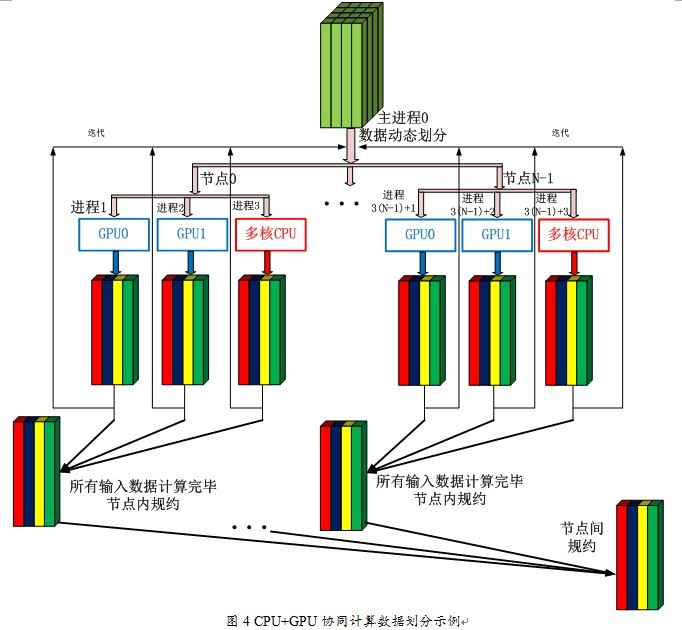 主进程0
数据动态划分
迭代
迭代
节点0
节点N-1
进程1
进程2
进程3
进程
3(N-1)+1
进程
3(N-1)+2
进程
3(N-1)+3
GPU0
GPU1
多核CPU
GPU0
GPU1
多核CPU
所有输入数据计算完毕
节点内规约
所有输入数据计算完毕
节点内规约
节点间
规约
图 4 CPU+GPU 协同计算数据划分示例